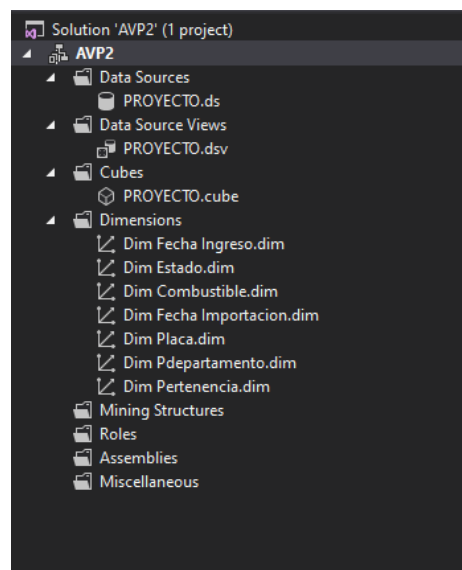 Solution 'AVP2' (1 project)
AVP2
Data Sources
PROYECTO.ds
Data Source Views
PROYECTO.dsv
Cubes
PROYECTO.cube
Dimensions
Dim Fecha Ingreso.dim
Dim Estado.dim
Dim Combustible.dim
Dim Fecha Importacion.dim
Dim Placa.dim
Dim Pdepartamento.dim
Dim Pertenencia.dim
Mining Structures
Roles
Assemblies
Miscellaneous